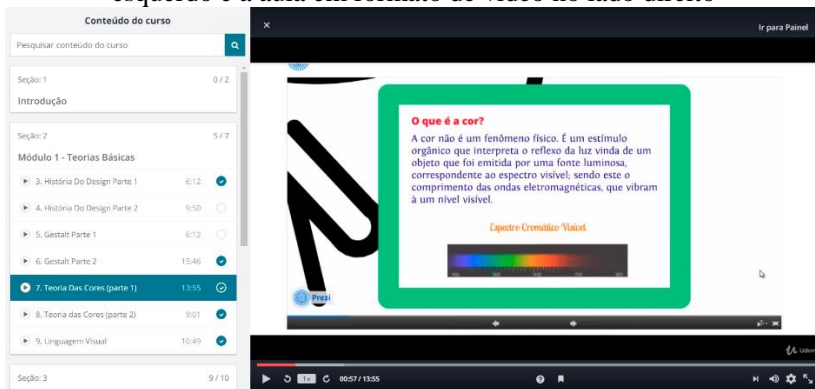 esquerdo e a aula em formato de vídeo no lado direito
Conteúdo do curso
Pesquisar conteúdo do curso
Seção: 1 0 / 2
Introdução
Seção: 2 5 / 7
Módulo 1 - Teorias Básicas
3. História Do Design Parte 1 6:12
4. História Do Design Parte 2 9:50
5. Gestalt Parte 1 6:12
6. Gestalt Parte 2 15:46
7. Teoria Das Cores (parte 1) 13:55
8. Teoria das Cores (parte 2) 9:01
9. Linguagem Visual 10:49
Seção: 3 9 / 10
Ir para Painel
O que é a cor?
A cor não é um fenômeno físico. É um estímulo
orgânico que interpreta o reflexo da luz vinda de um
objeto que foi emitida por uma fonte luminosa,
correspondente ao espectro visível; sendo este o
comprimento das ondas eletromagnéticas, que vibram
à um nível visível.
Espectro Cromático Visível
Prezi
1x 00:57 / 13:55